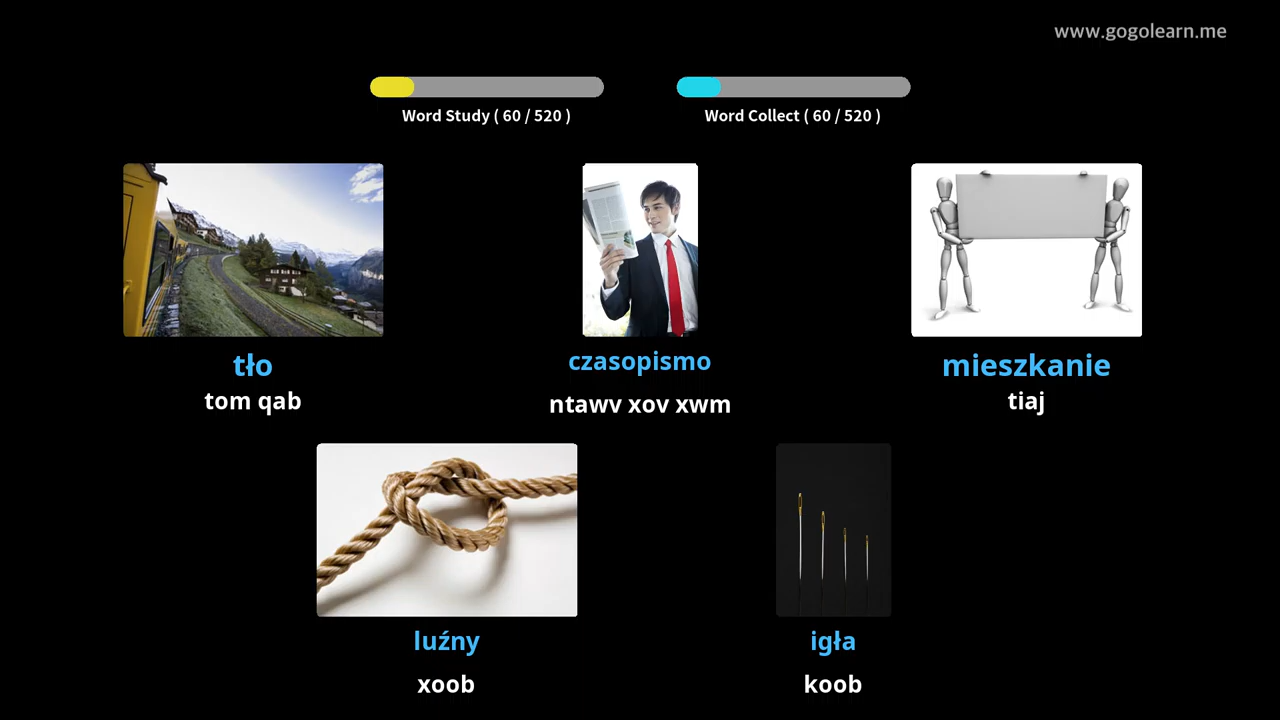 www.gogolearn.me
Word Study ( 60 / 520 )
Word Collect ( 60 / 520 )
tło
tom qab
czasopismo
ntawv xov xwm
mieszkanie
tiaj
luźny
xoob
igła
koob